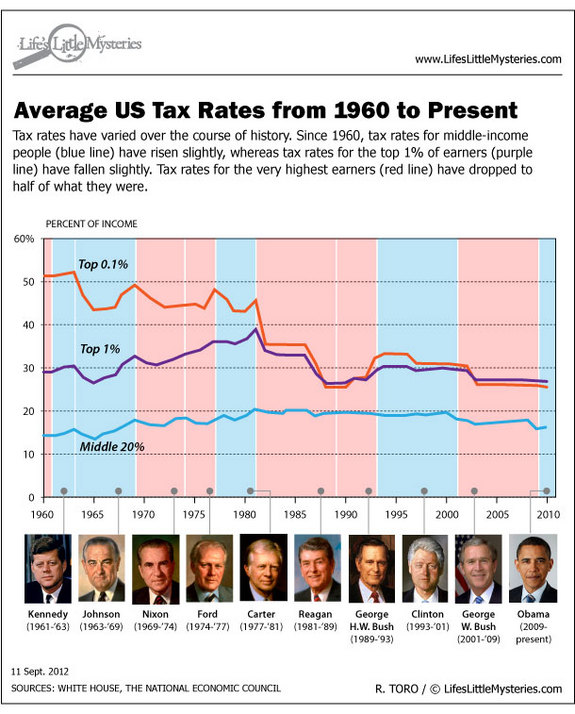 Life's Little Mysteries
www.LifesLittleMysteries.com
Average US Tax Rates from 1960 to Present
Tax rates have varied over the course of history. Since 1960, tax rates for middle-income
people (blue line) have risen slightly, whereas tax rates for the top 1% of earners (purple
line) have fallen slightly. Tax rates for the very highest earners (red line) have dropped to
half of what they were.
PERCENT OF INCOME
60%
Top 0.1%
50
40
Top 1%
30
20
Middle 20%
10
0
1960 1965 1970 1975 1980 1985 1990 1995 2000 2005 2010
Kennedy Johnson Nixon Ford Carter Reagan George Clinton George Obama
(1961-'63) (1963-'69) (1969-'74) (1974-'77) (1977-'81) (1981-'89) H.W. Bush (1993-'01) W. Bush (2009-
(1989-'93) (2001-'09) present)
11 Sept. 2012
SOURCES: WHITE HOUSE, THE NATIONAL ECONOMIC COUNCIL
R. TORO / © LifesLittleMysteries.com